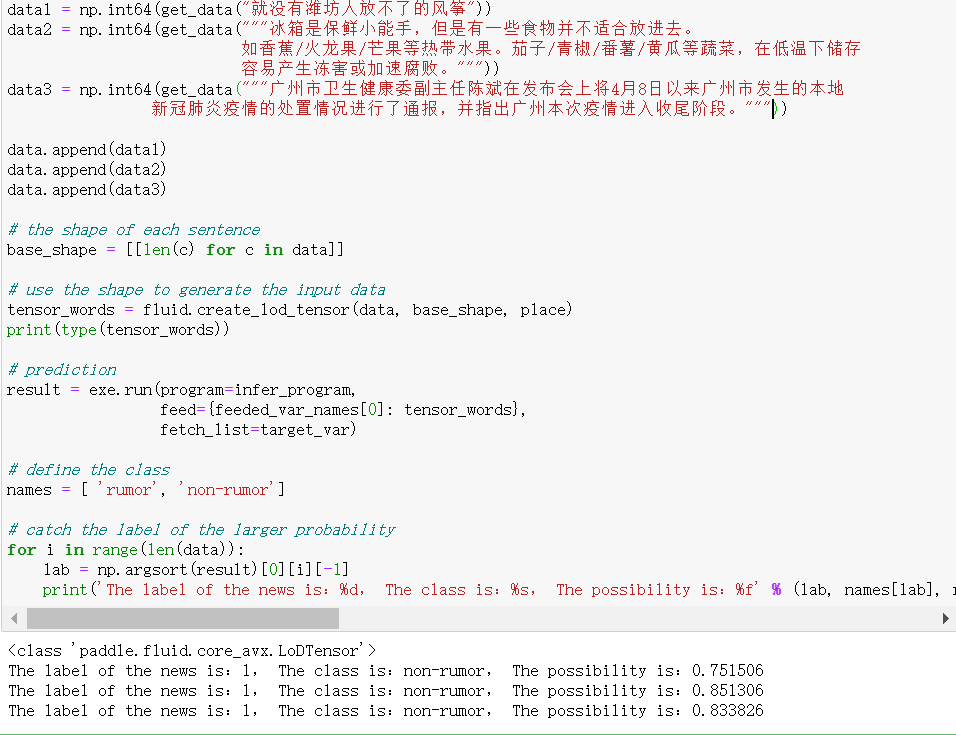 data1 = np.int64(get_data("就没有潍坊人放不了的风筝"))
data2 = np.int64(get_data("""冰箱是保鲜小能手，但是有一些食物并不适合放进去。
如香蕉/火龙果/芒果等热带水果。茄子/青椒/番薯/黄瓜等蔬菜，在低温下储存
容易产生冻害或加速腐败。"""))
data3 = np.int64(get_data("""广州市卫生健康委副主任陈斌在发布会上将4月8日以来广州市发生的本地
新冠肺炎疫情的处置情况进行了通报，并指出广州本次疫情进入收尾阶段。"""))
data.append(data1)
data.append(data2)
data.append(data3)
# the shape of each sentence
base_shape = [[len(c) for c in data]]
# use the shape to generate the input data
tensor_words = fluid.create_lod_tensor(data, base_shape, place)
print(type(tensor_words))
# prediction
result = exe.run(program=infer_program,
feed={feeded_var_names[0]: tensor_words},
fetch_list=target_var)
# define the class
names = [ 'rumor', 'non-rumor']
# catch the label of the larger probability
for i in range(len(data)):
lab = np.argsort(result)[0][i][-1]
print('The label of the news is：%d， The class is：%s， The possibility is：%f' % (lab, names[lab],
<class 'paddle.fluid.core_avx.LoDTensor'>
The label of the news is：1， The class is：non-rumor， The possibility is：0.751506
The label of the news is：1， The class is：non-rumor， The possibility is：0.851306
The label of the news is：1， The class is：non-rumor， The possibility is：0.833826